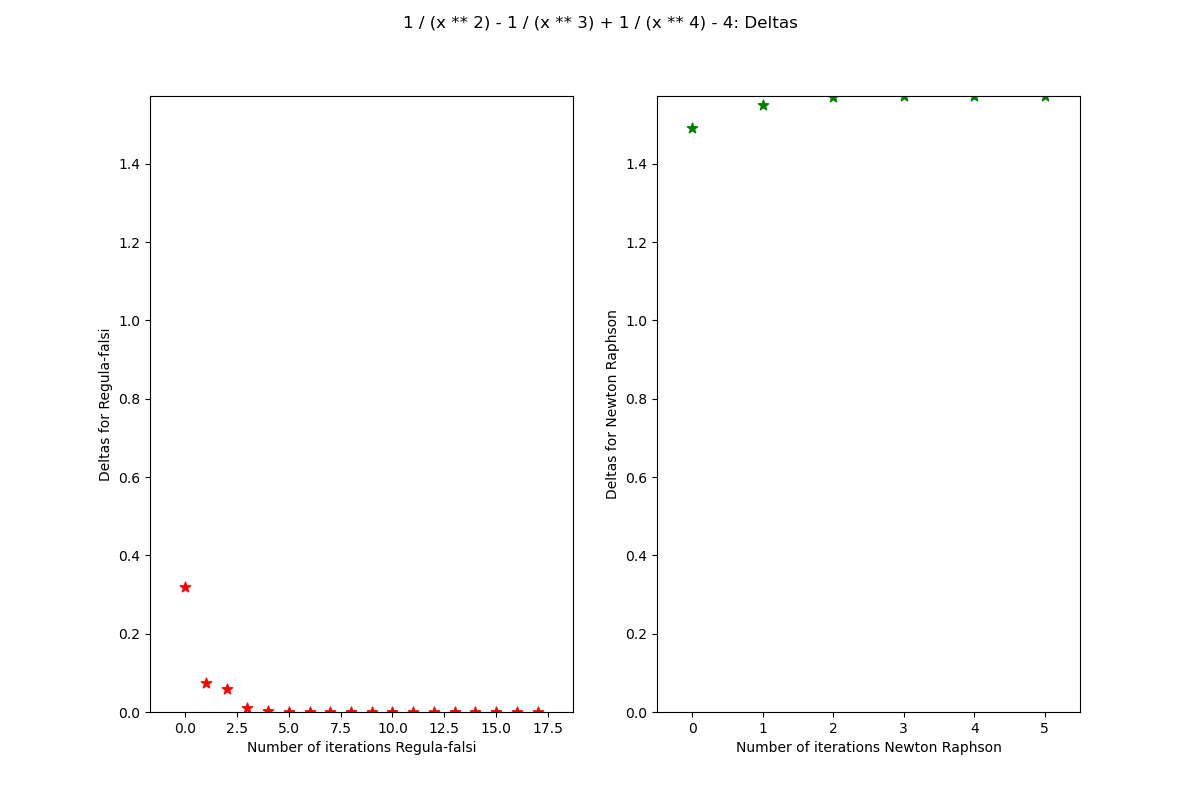 1 / (x ** 2) - 1 / (x ** 3) + 1 / (x ** 4) - 4: Deltas
Deltas for Regula-falsi
1.4
1.2
1.0
0.8
0.6
0.4
0.2
0.0
0.0 2.5 5.0 7.5 10.0 12.5 15.0 17.5
Number of iterations Regula-falsi
Deltas for Newton Raphson
1.4
1.2
1.0
0.8
0.6
0.4
0.2
0.0
0 1 2 3 4 5
Number of iterations Newton Raphson